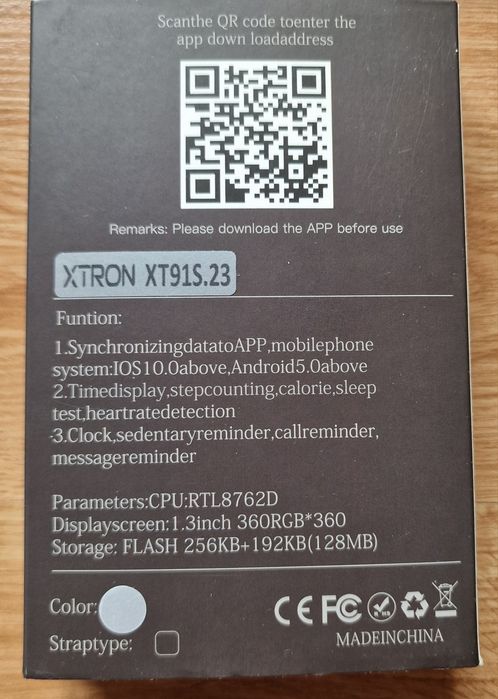 Scanthe QR code toenter the
app down loadaddress
Remarks: Please download the APP before use
XTRON XT91S.23
Funtion:
1.SynchronizingdatatoAPP,mobilephone
system:IOS10.0above,Android5.0above
2.Timedisplay,stepcounting,calorie,sleep
test,heartratedetection
3.Clock,sedentaryreminder,callreminder,
messagereminder
Parameters:CPU:RTL8762D
Displayscreen:1.3inch 360RGB*360
Storage: FLASH 256KB+192KB(128MB)
Color:
CE FC
Straptype:
MADEINCHINA